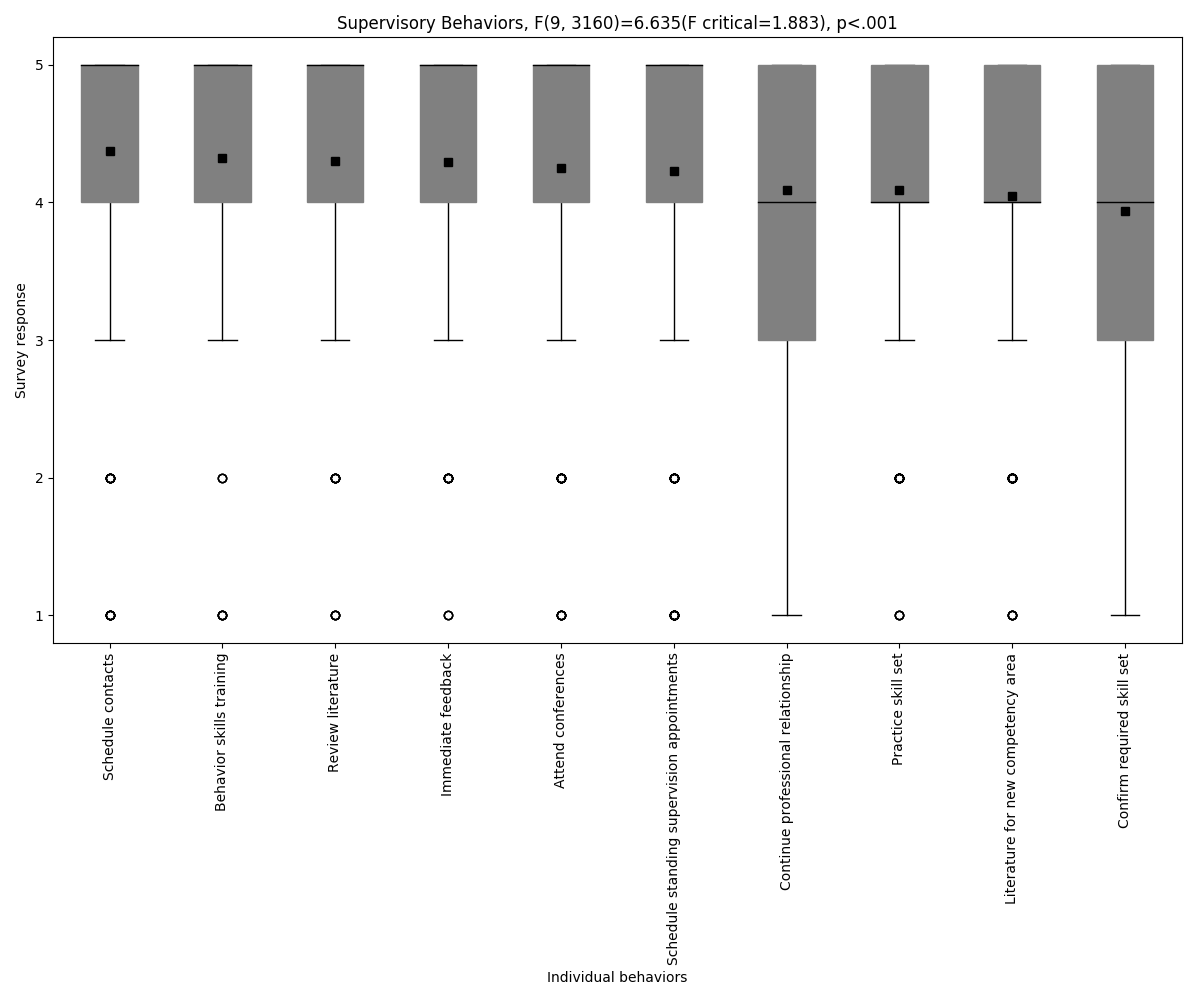 Supervisory Behaviors, F(9, 3160)=6.635(F critical=1.883), p<.001
Survey response
5
4
3
2
1
Schedule contacts
Behavior skills training
Review literature
Immediate feedback
Attend conferences
Schedule standing supervision appointments
Continue professional relationship
Practice skill set
Literature for new competency area
Confirm required skill set
Individual behaviors